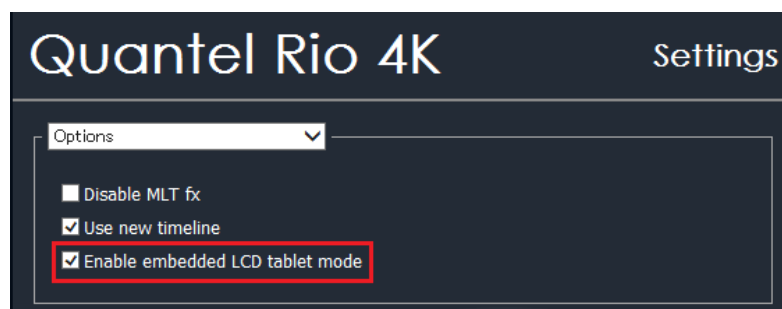 Quantel Rio 4K
Settings
Options
Disable MLT fx
Use new timeline
Enable embedded LCD tablet mode